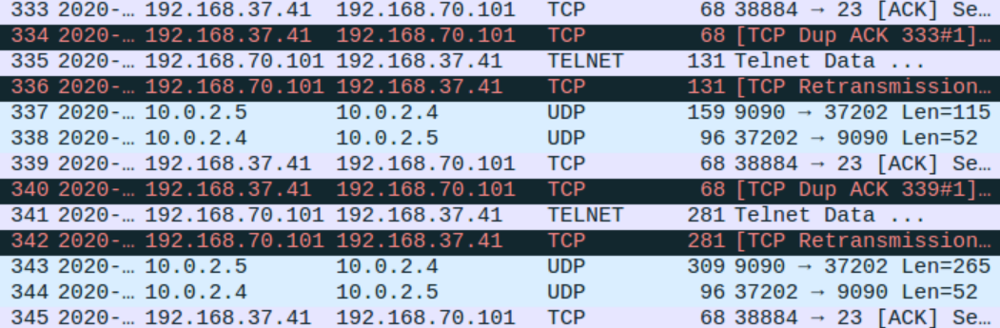 333 2020-… 192.168.37.41 192.168.70.101 TCP 68 38884 → 23 [ACK] Se…
334 2020-… 192.168.37.41 192.168.70.101 TCP 68 [TCP Dup ACK 333#1]…
335 2020-… 192.168.70.101 192.168.37.41 TELNET 131 Telnet Data ...
336 2020-… 192.168.70.101 192.168.37.41 TCP 131 [TCP Retransmission…
337 2020-… 10.0.2.5 10.0.2.4 UDP 159 9090 → 37202 Len=115
338 2020-… 10.0.2.4 10.0.2.5 UDP 96 37202 → 9090 Len=52
339 2020-… 192.168.37.41 192.168.70.101 TCP 68 38884 → 23 [ACK] Se…
340 2020-… 192.168.37.41 192.168.70.101 TCP 68 [TCP Dup ACK 339#1]…
341 2020-… 192.168.70.101 192.168.37.41 TELNET 281 Telnet Data ...
342 2020-… 192.168.70.101 192.168.37.41 TCP 281 [TCP Retransmission…
343 2020-… 10.0.2.5 10.0.2.4 UDP 309 9090 → 37202 Len=265
344 2020-… 10.0.2.4 10.0.2.5 UDP 96 37202 → 9090 Len=52
345 2020-… 192.168.37.41 192.168.70.101 TCP 68 38884 → 23 [ACK] Se…